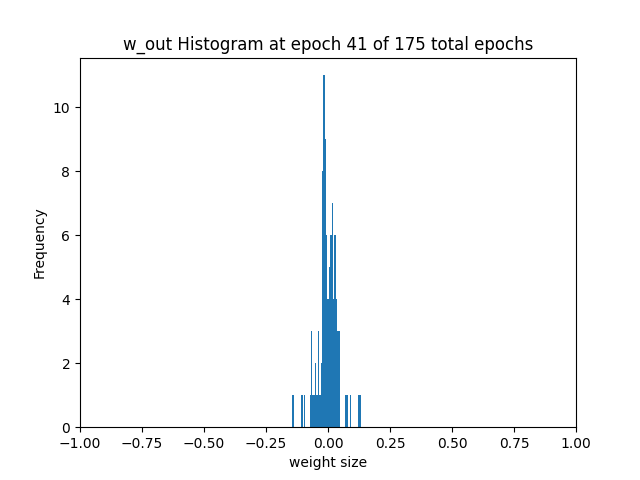 w_out Histogram at epoch 41 of 175 total epochs
Frequency
10
8
6
4
2
0
−1.00 −0.75 −0.50 −0.25 0.00 0.25 0.50 0.75 1.00
weight size